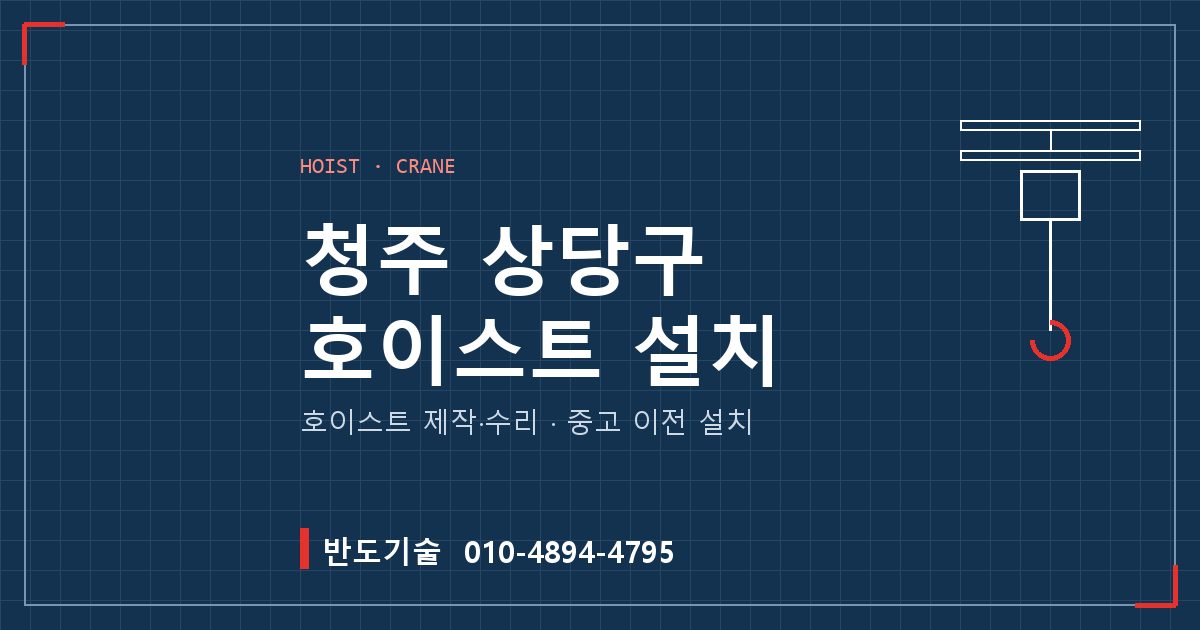 HOIST · CRANE
청주 상당구
호이스트 설치
호이스트 제작·수리 · 중고 이전 설치
반도기술 010-4894-4795